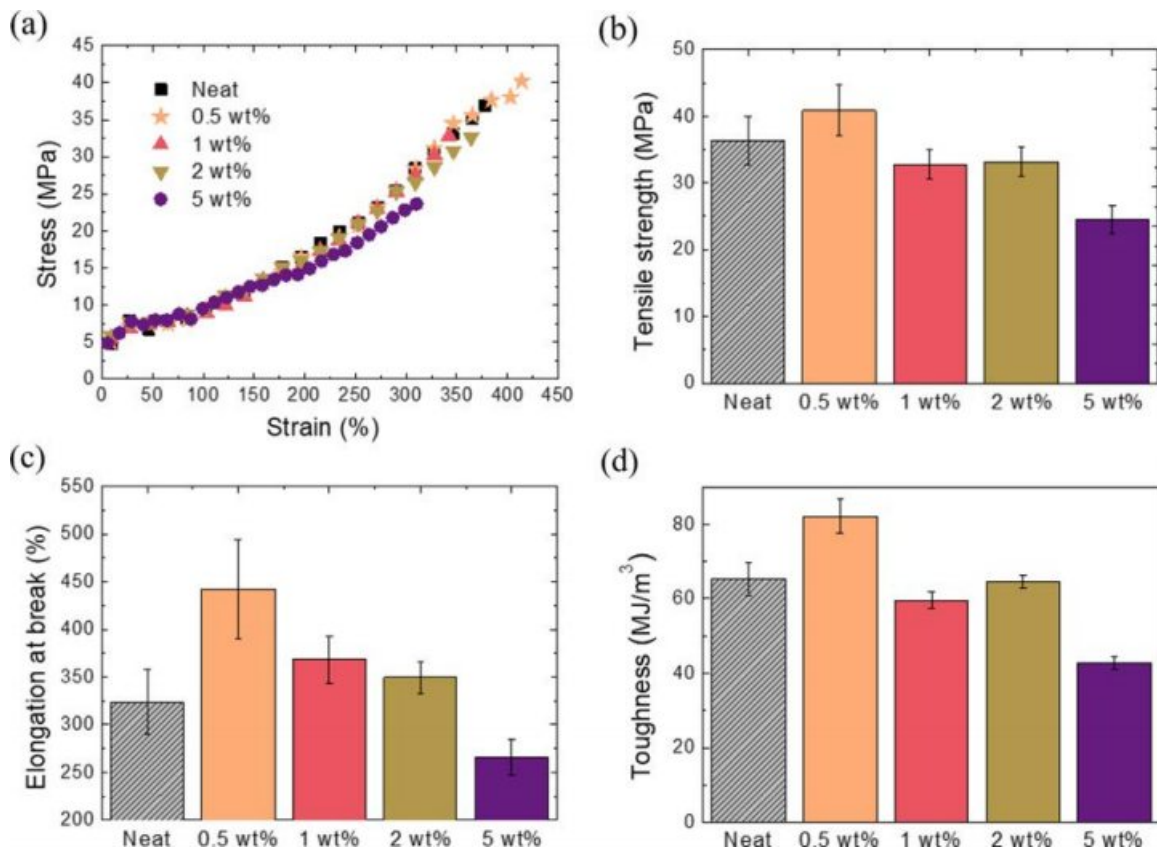 (a)
Stress (MPa)
45
40
35
30
25
20
15
10
5
0
Neat
0.5 wt%
1 wt%
2 wt%
5 wt%
0 50 100 150 200 250 300 350 400 450
Strain (%)
(b)
Tensile strength (MPa)
50
40
30
20
10
0
Neat 0.5 wt% 1 wt% 2 wt% 5 wt%
(c)
Elongation at break (%)
550
500
450
400
350
300
250
200
Neat 0.5 wt% 1 wt% 2 wt% 5 wt%
(d)
Toughness (MJ/m³)
80
60
40
20
0
Neat 0.5 wt% 1 wt% 2 wt% 5 wt%